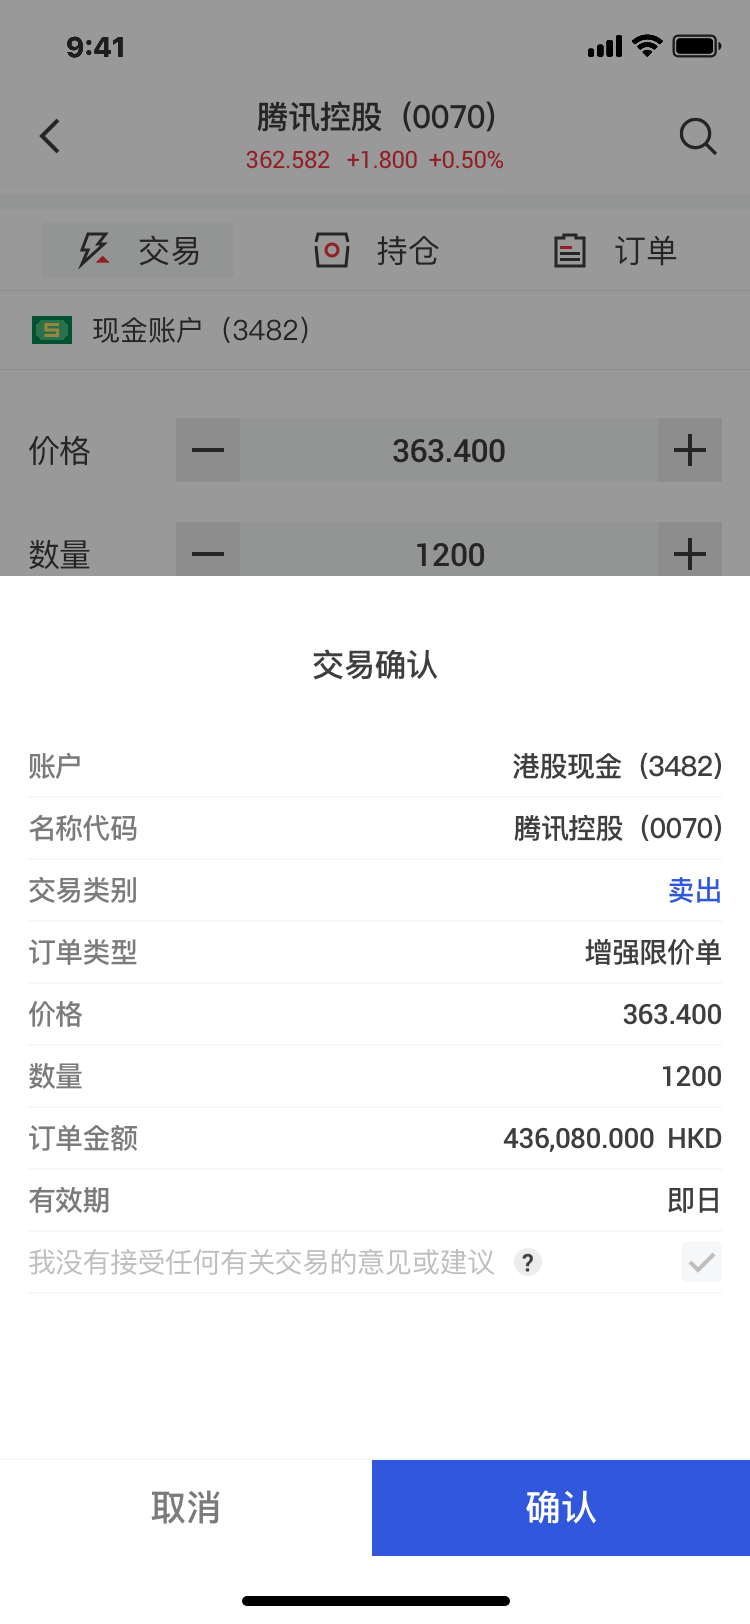 9:41
腾讯控股（0070）
362.582 +1.800 +0.50%
交易 持仓 订单
现金账户（3482）
价格 363.400
数量 1200
交易确认
账户 港股现金（3482）
名称代码 腾讯控股（0070）
交易类别 卖出
订单类型 增强限价单
价格 363.400
数量 1200
订单金额 436,080.000 HKD
有效期 即日
我没有接受任何有关交易的意见或建议 ?
取消 确认